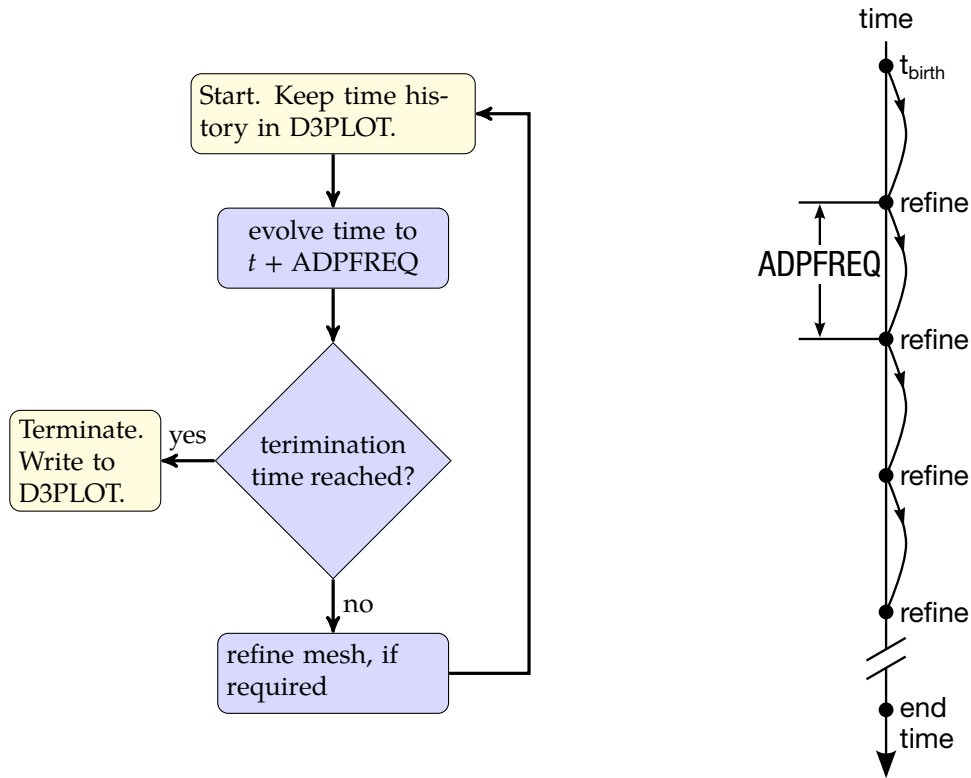 Start. Keep time his-
tory in D3PLOT.
evolve time to
t + ADPFREQ
terimination
time reached?
yes
Terminate.
Write to
D3PLOT.
no
refine mesh, if
required
time
t_birth
refine
ADPFREQ
refine
refine
refine
end
time